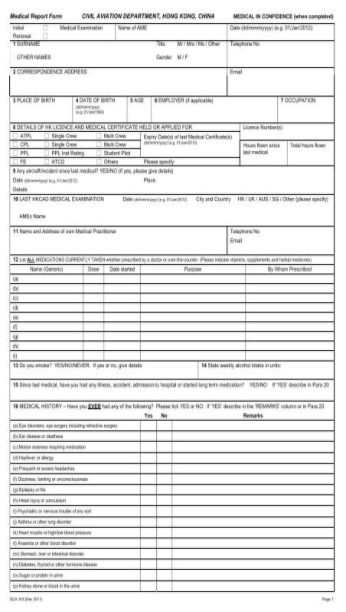 Medical Report Form CIVIL AVIATION DEPARTMENT, HONG KONG, CHINA MEDICAL IN CONFIDENCE (when completed)
Initial Medical Examination Name of AME
Renewal
1 SURNAME Title Mr / Mrs / Ms / Other Telephone No
OTHER NAMES Gender M / F
2 CORRESPONDENCE ADDRESS Email
3 PLACE OF BIRTH 4 DATE OF BIRTH 5 AGE 6 EMPLOYER (if applicable) 7 OCCUPATION
(dd/mmm/yyyy)
(e.g. 01/Jan/1960)
8 DETAILS OF HK LICENCE AND MEDICAL CERTIFICATE HELD OR APPLIED FOR Licence Number(s)
ATPL Single Crew Multi Crew Expiry Date(s) of last Medical Certificate(s)
CPL Single Crew Multi Crew (dd/mmm/yyyy) (e.g. 01/Jan/2012) Hours flown since Total hours flown
PPL PPL Inst Rating Student Pilot last medical
FE ATCO Others Please specify
9 Any aircraft incident since last medical? YES/NO (if yes, please give details)
Date (dd/mmm/yyyy) (e.g. 01/Jan/2012) Place
Details
10 LAST HKCAD MEDICAL EXAMINATION Date (dd/mmm/yyyy) (e.g. 01/Jan/2012) City and Country HK / UK / AUS / SG / Other (please specify)
AMEs Name
11 Name and Address of own Medical Practitioner Telephone No
Email
12 List ALL MEDICATIONS CURRENTLY TAKEN whether prescribed by a doctor or over-the-counter. (Please indicate vitamins, supplements and herbal medicines)
Name (Generic) Dose Date started Purpose By Whom Prescribed
(a)
(b)
(c)
(d)
(e)
(f)
(g)
(h)
(i)
13 Do you smoke? YES/NO/NEVER. If yes or no, give details 14 State weekly alcohol intake in units:
15 Since last medical, have you had any illness, accident, admission to hospital or started long term medication? YES/NO If 'YES' describe in Para 20
16 MEDICAL HISTORY – Have you EVER had any of the following? Please tick YES or NO. If 'YES' describe in the 'REMARKS' column or in Para 20
Yes No Remarks
(a) Eye disorders, eye surgery including refractive surgery
(b) Ear disease or deafness
(c) Motion sickness requiring medication
(d) Hayfever or allergy
(e) Frequent or severe headaches
(f) Dizziness, fainting or unconsciousness
(g) Epilepsy or fits
(h) Head injury or concussion
(i) Psychiatric or nervous trouble of any sort
(j) Asthma or other lung disorder
(k) Heart trouble or high/low blood pressure
(l) Anaemia or other blood disorder
(m) Stomach, liver or intestinal disorder
(n) Diabetes, thyroid or other hormone disease
(o) Sugar or protein in urine
(p) Kidney stone or blood in the urine
Page 1